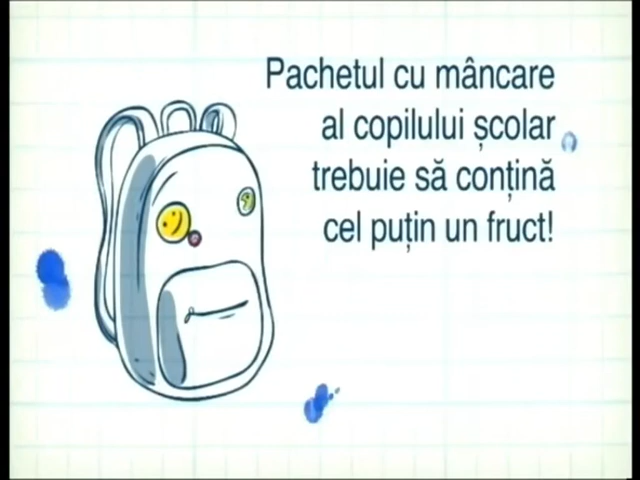 Pachetul cu mâncare
al copilului școlar
trebuie să conțină
cel puțin un fruct!